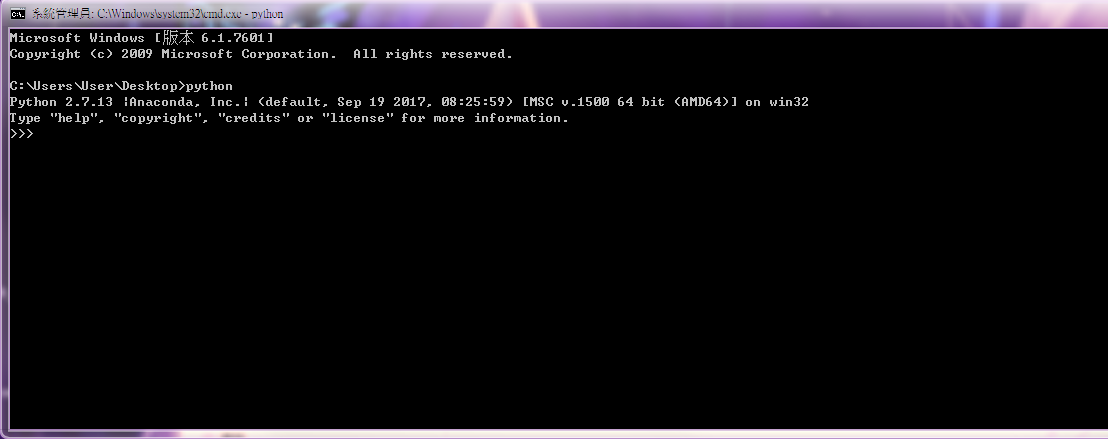 系統管理員: C:\Windows\system32\cmd.exe - python
Microsoft Windows [版本 6.1.7601]
Copyright (c) 2009 Microsoft Corporation.  All rights reserved.
C:\Users\User\Desktop>python
Python 2.7.13 |Anaconda, Inc.| (default, Sep 19 2017, 08:25:59) [MSC v.1500 64 bit (AMD64)] on win32
Type "help", "copyright", "credits" or "license" for more information.
>>>